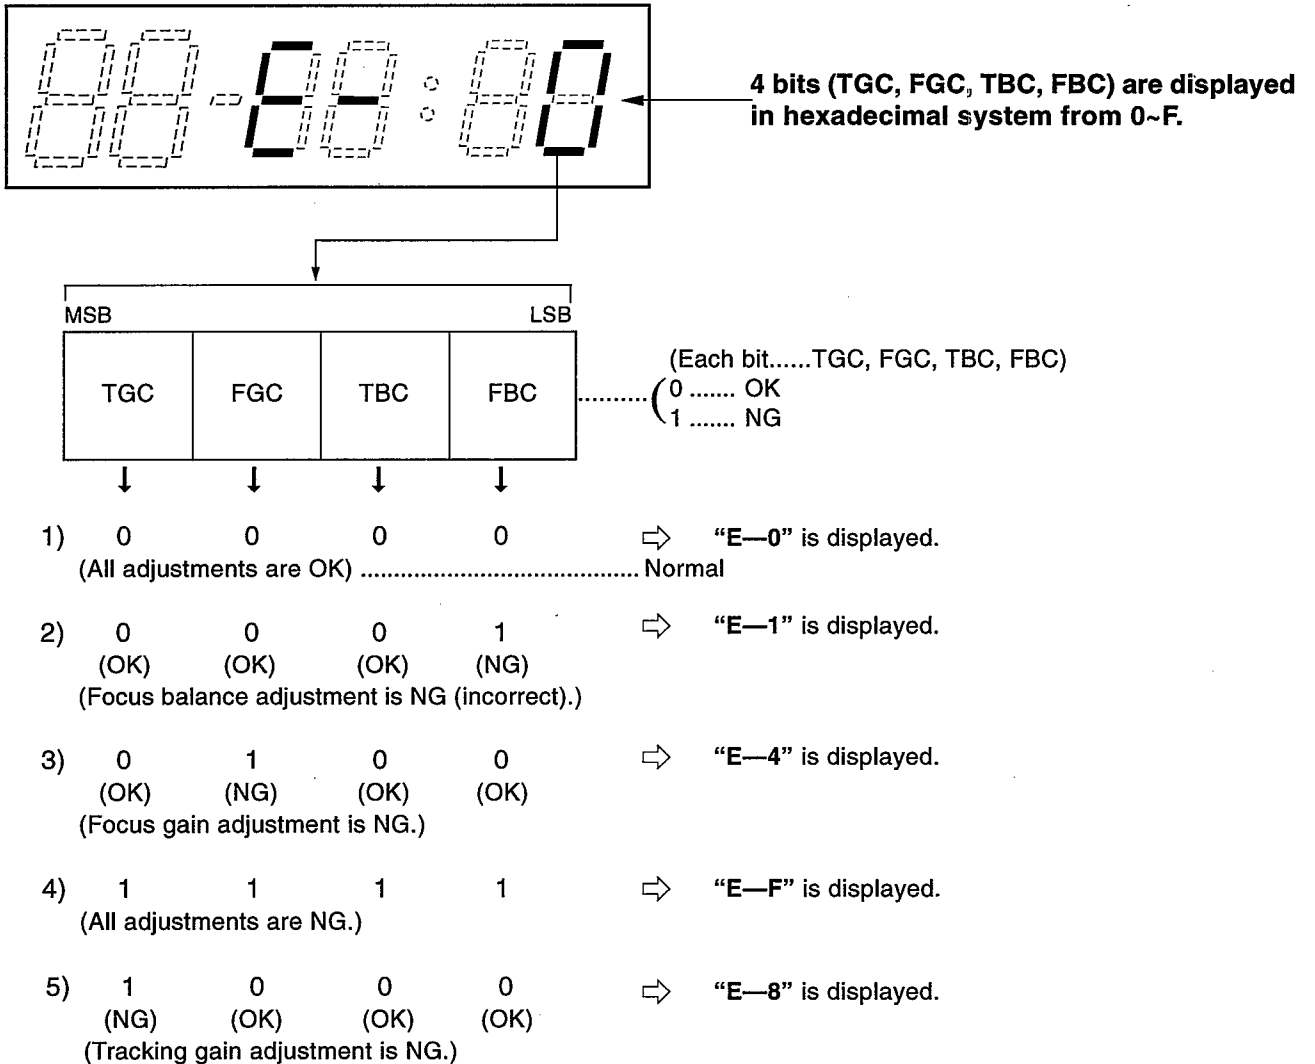 E- : 0
4 bits (TGC, FGC, TBC, FBC) are displayed
in hexadecimal system from 0~F.
MSB LSB
TGC FGC TBC FBC
(Each bit......TGC, FGC, TBC, FBC)
0 ....... OK
1 ....... NG
1) 0 0 0 0 ⇨ “E—0” is displayed.
(All adjustments are OK) .......................................... Normal
2) 0 0 0 1 ⇨ “E—1” is displayed.
(OK) (OK) (OK) (NG)
(Focus balance adjustment is NG (incorrect).)
3) 0 1 0 0 ⇨ “E—4” is displayed.
(OK) (NG) (OK) (OK)
(Focus gain adjustment is NG.)
4) 1 1 1 1 ⇨ “E—F” is displayed.
(All adjustments are NG.)
5) 1 0 0 0 ⇨ “E—8” is displayed.
(NG) (OK) (OK) (OK)
(Tracking gain adjustment is NG.)